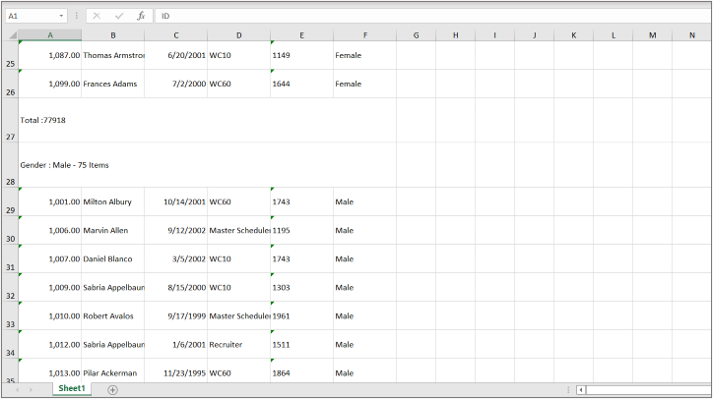 A1 fx ID
A B C D E F G H I J K L M N
25 1,087.00 Thomas Armstron 6/20/2001 WC10 1149 Female
26 1,099.00 Frances Adams 7/2/2000 WC60 1644 Female
27 Total :77918
28 Gender : Male - 75 Items
29 1,001.00 Milton Albury 10/14/2001 WC60 1743 Male
30 1,006.00 Marvin Allen 9/12/2002 Master Scheduler 1195 Male
31 1,007.00 Daniel Blanco 3/5/2002 WC10 1743 Male
32 1,009.00 Sabria Appelbaum 8/15/2000 WC10 1303 Male
33 1,010.00 Robert Avalos 9/17/1999 Master Scheduler 1961 Male
34 1,012.00 Sabria Appelbaum 1/6/2001 Recruiter 1511 Male
35 1,013.00 Pilar Ackerman 11/23/1995 WC60 1864 Male
Sheet1